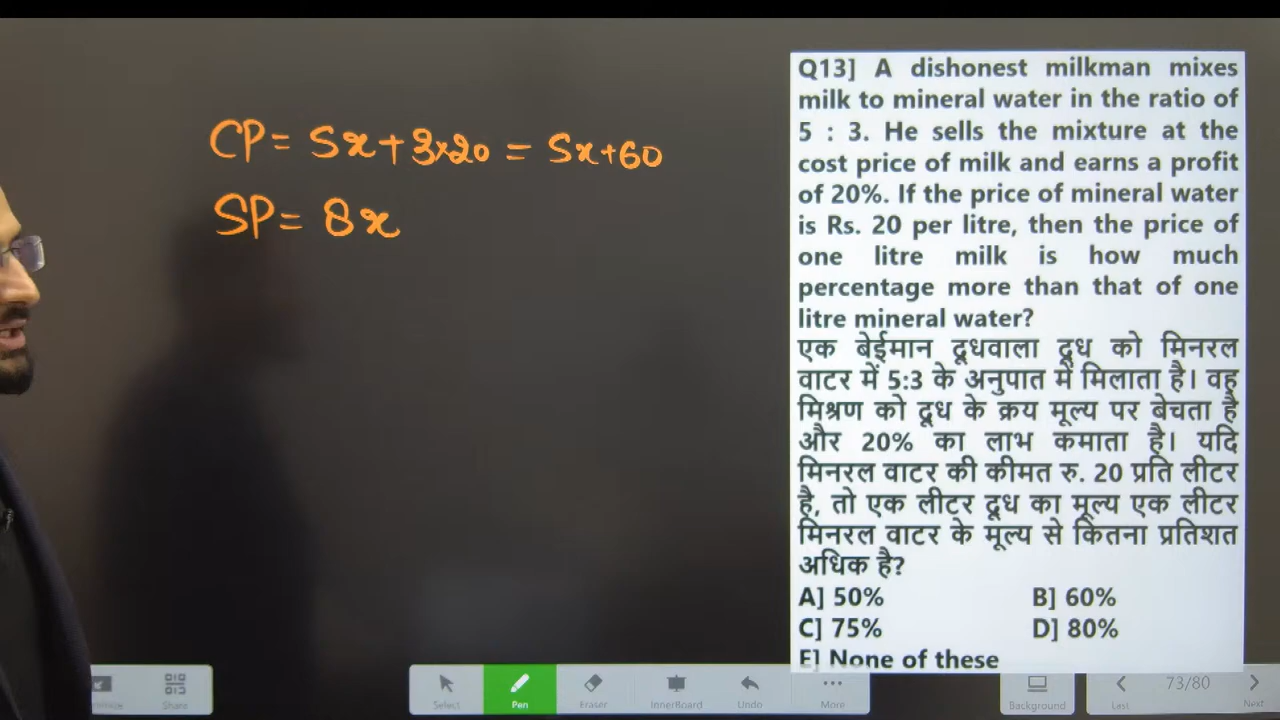 CP = 5x + 3x20 = 5x+60
SP = 8x
Q13] A dishonest milkman mixes
milk to mineral water in the ratio of
5 : 3. He sells the mixture at the
cost price of milk and earns a profit
of 20%. If the price of mineral water
is Rs. 20 per litre, then the price of
one litre milk is how much
percentage more than that of one
litre mineral water?
एक बेईमान दूधवाला दूध को मिनरल
वाटर में 5:3 के अनुपात में मिलाता है। वह
मिश्रण को दूध के क्रय मूल्य पर बेचता है
और 20% का लाभ कमाता है। यदि
मिनरल वाटर की कीमत रु. 20 प्रति लीटर
है, तो एक लीटर दूध का मूल्य एक लीटर
मिनरल वाटर के मूल्य से कितना प्रतिशत
अधिक है?
A] 50% B] 60%
C] 75% D] 80%
E] None of these
Share Select Pen Eraser InnerBoard Undo More Background Last 73/80 Next